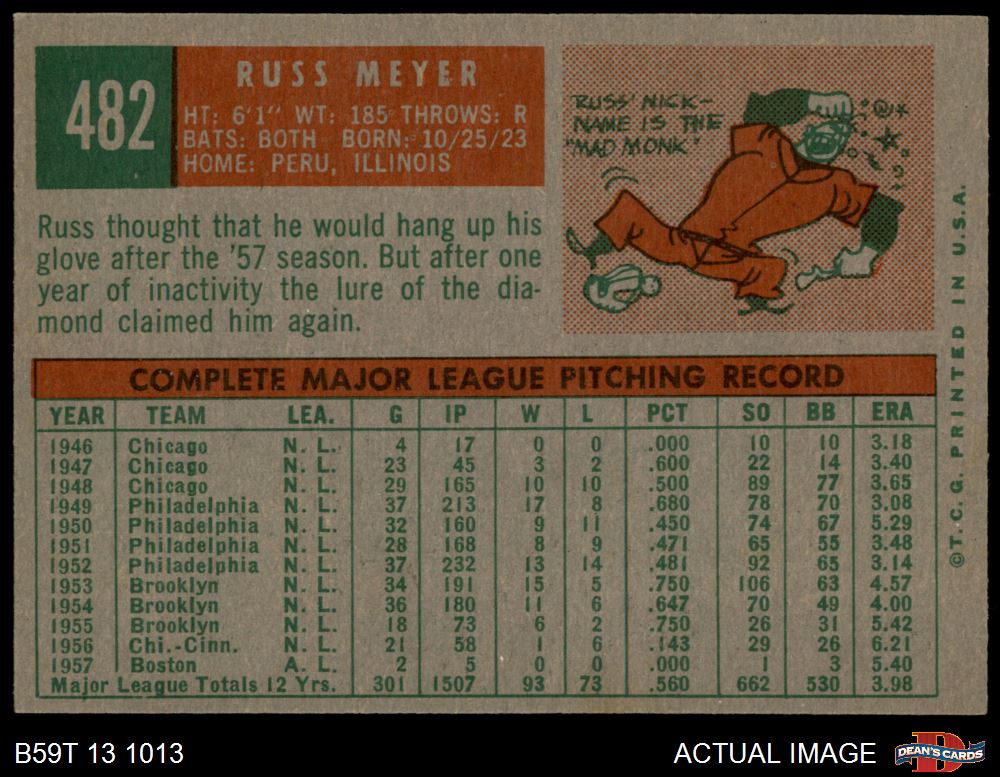 482
RUSS MEYER
HT: 6'1" WT: 185 THROWS: R
BATS: BOTH BORN: 10/25/23
HOME: PERU, ILLINOIS
RUSS' NICK-
NAME IS THE
"MAD MONK"
Russ thought that he would hang up his
glove after the '57 season. But after one
year of inactivity the lure of the dia-
mond claimed him again.
COMPLETE MAJOR LEAGUE PITCHING RECORD
YEAR TEAM LEA. G IP W L PCT SO BB ERA
1946 Chicago N. L. 4 17 0 0 .000 10 10 3.18
1947 Chicago N. L. 23 45 3 2 .600 22 14 3.40
1948 Chicago N. L. 29 165 10 10 .500 89 77 3.65
1949 Philadelphia N. L. 37 213 17 8 .680 78 70 3.08
1950 Philadelphia N. L. 32 160 9 11 .450 74 67 5.29
1951 Philadelphia N. L. 28 168 8 9 .471 65 55 3.48
1952 Philadelphia N. L. 37 232 13 14 .481 92 65 3.14
1953 Brooklyn N. L. 34 191 15 5 .750 106 63 4.57
1954 Brooklyn N. L. 36 180 11 6 .647 70 49 4.00
1955 Brooklyn N. L. 18 73 6 2 .750 26 31 5.42
1956 Chi.-Cinn. N. L. 21 58 1 6 .143 29 26 6.21
1957 Boston A. L. 2 5 0 0 .000 1 3 5.40
Major League Totals 12 Yrs. 301 1507 93 73 .560 662 530 3.98
©T. C. G. PRINTED IN U.S.A.
B59T 13 1013
ACTUAL IMAGE
D
DEAN'S CARDS